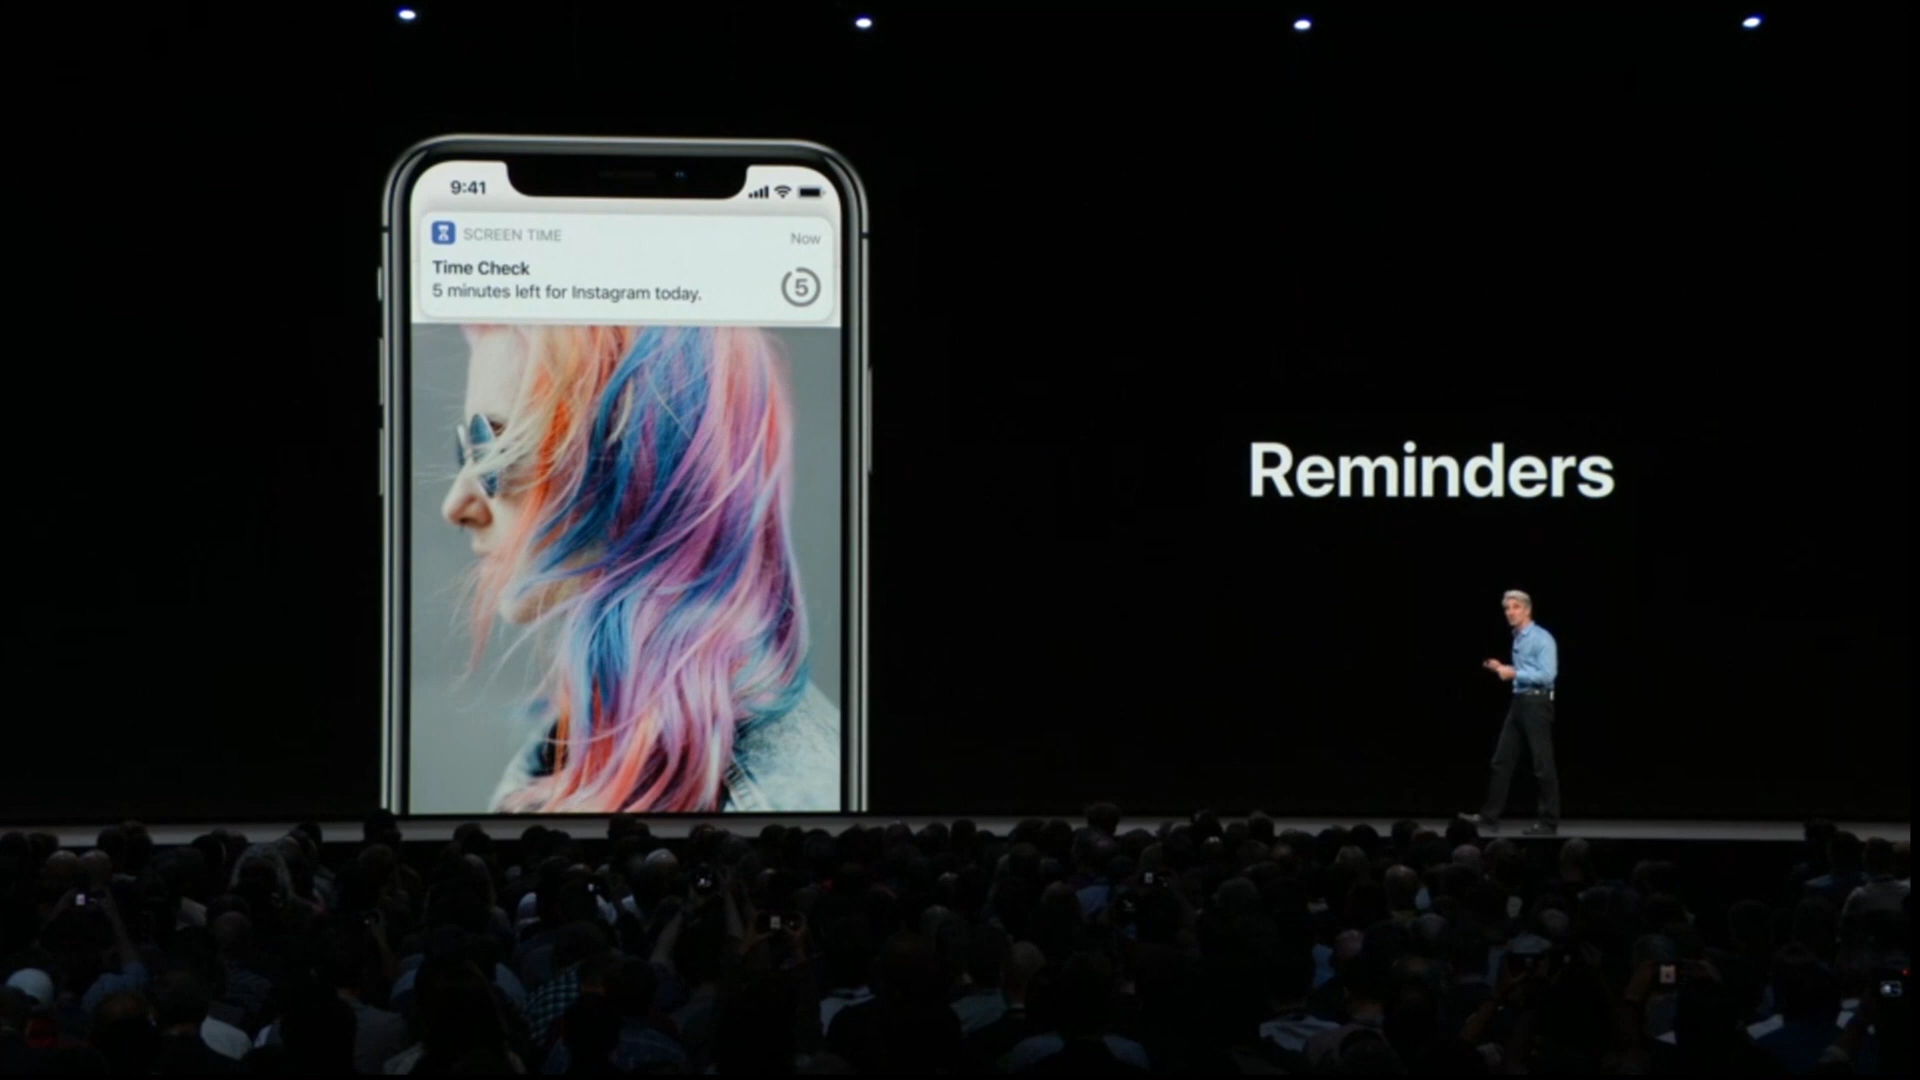 9:41
SCREEN TIME
Now
Time Check
5 minutes left for Instagram today.
5
Reminders